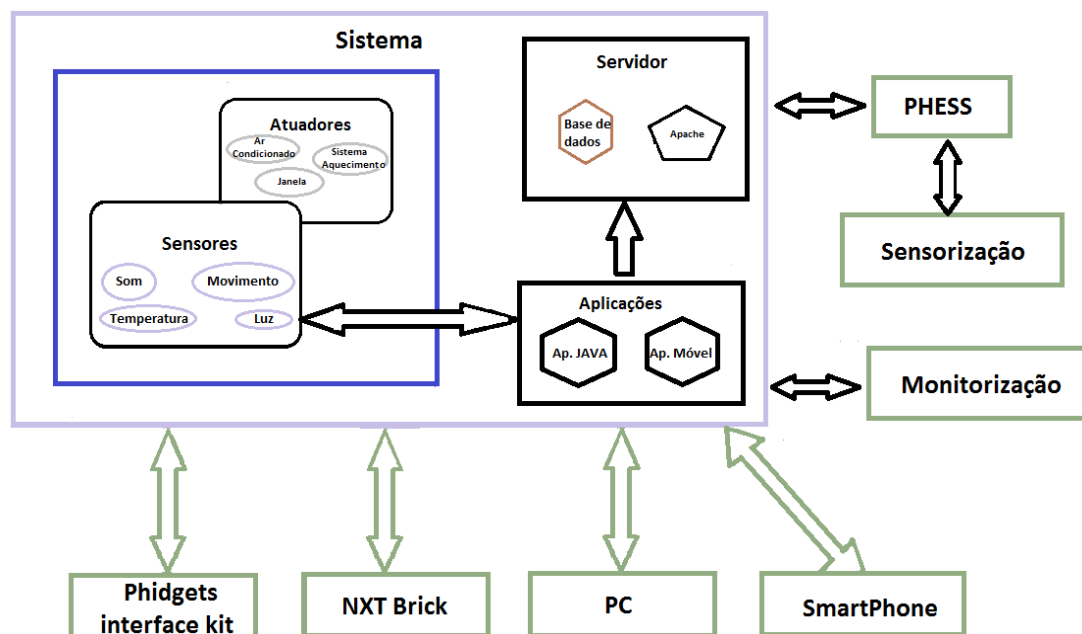 Sistema
Servidor
Base de
dados
Apache
PHESS
Sensorização
Atuadores
Ar
Condicionado
Sistema
Aquecimento
Janela
Sensores
Som
Movimento
Temperatura
Luz
Aplicações
Ap. JAVA
Ap. Móvel
Monitorização
Phidgets
interface kit
NXT Brick
PC
SmartPhone